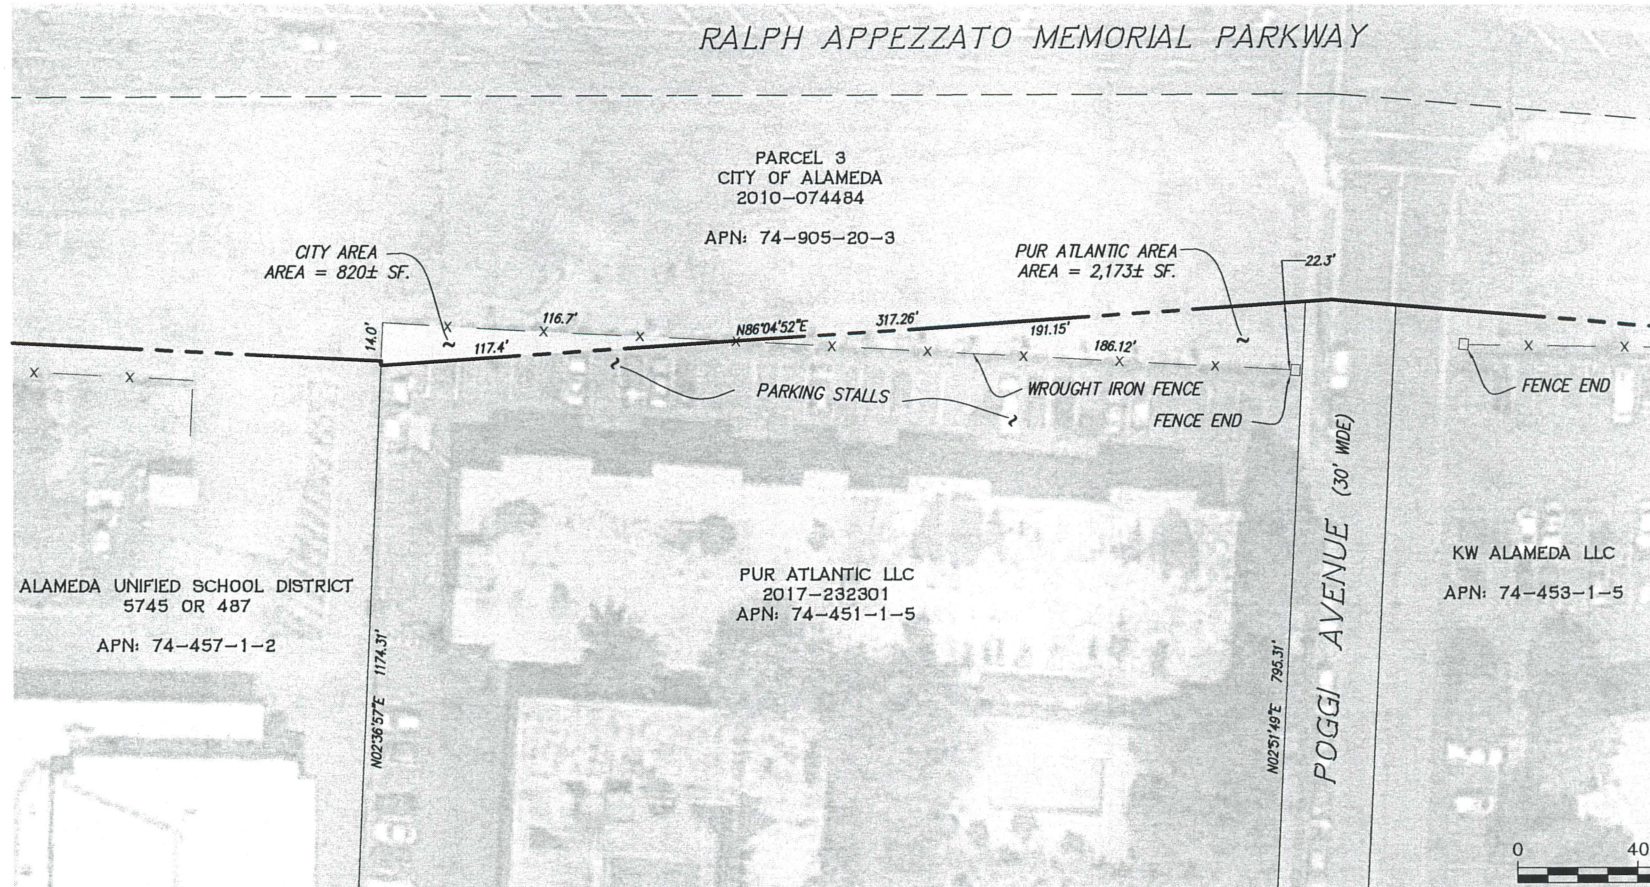 RALPH APPEZZATO MEMORIAL PARKWAY
PARCEL 3
CITY OF ALAMEDA
2010-074484
APN: 74-905-20-3
CITY AREA
AREA = 820± SF.
PUR ATLANTIC AREA
AREA = 2,173± SF.
22.3'
14.0'
116.7'
117.4'
N86°04'52"E
317.26'
191.15'
186.12'
PARKING STALLS
WROUGHT IRON FENCE
FENCE END
FENCE END
POGGI AVENUE (30' WIDE)
ALAMEDA UNIFIED SCHOOL DISTRICT
5745 OR 487
APN: 74-457-1-2
PUR ATLANTIC LLC
2017-232301
APN: 74-451-1-5
KW ALAMEDA LLC
APN: 74-453-1-5
N02°36'57"E 1174.31'
N02°51'49"E 795.31'
0 40